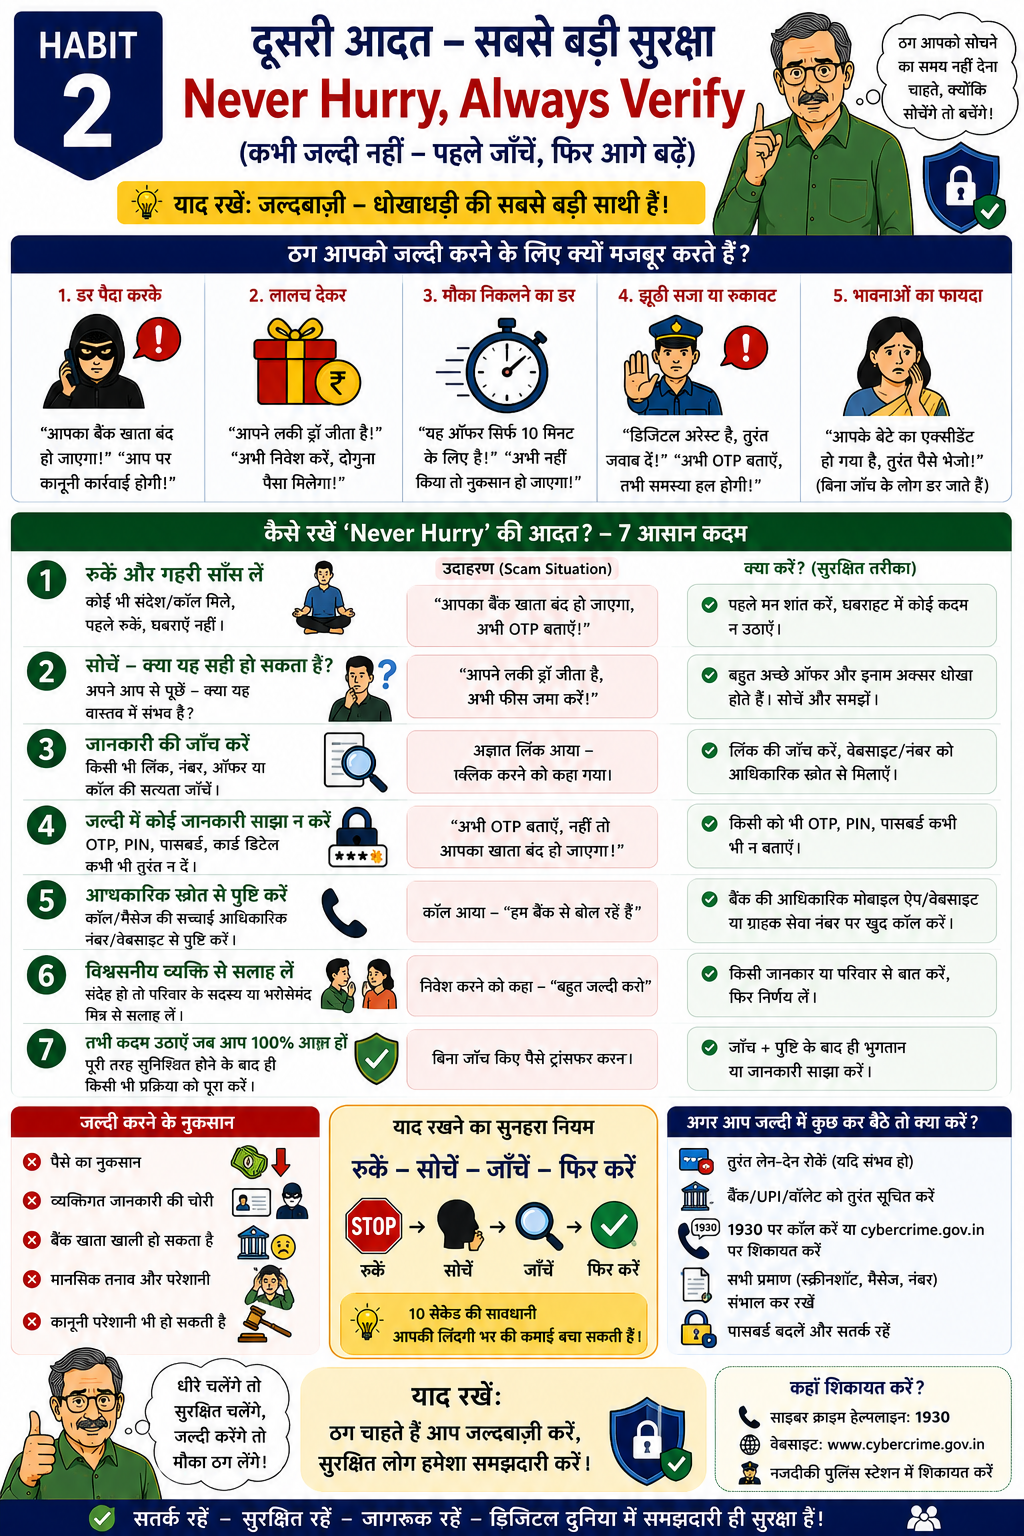 HABIT
2
दूसरी आदत – सबसे बड़ी सुरक्षा
Never Hurry, Always Verify
(कभी जल्दी नहीं – पहले जाँचें, फिर आगे बढ़ें)
याद रखें: जल्दबाज़ी – धोखाधड़ी की सबसे बड़ी साथी हैं!
ठग आपको सोचने
का समय नहीं देना
चाहते, क्योंकि
सोचेंगे तो बचेंगे!
ठग आपको जल्दी करने के लिए क्यों मजबूर करते हैं?
1. डर पैदा करके
“आपका बैंक खाता बंद
हो जाएगा!” “आप पर
कानूनी कार्रवाई होगी!”
2. लालच देकर
₹
“आपने लकी ड्रॉ जीता है!”
“अभी निवेश करें, दोगुना
पैसा मिलेगा!”
3. मौका निकलने का डर
“यह ऑफर सिर्फ 10 मिनट
के लिए है!” “अभी नहीं
किया तो नुकसान हो जाएगा!”
4. झूठी सजा या रुकावट
“डिजिटल अरेस्ट है, तुरंत
जवाब दें!” “अभी OTP बताएँ,
तभी समस्या हल होगी!”
5. भावनाओं का फायदा
“आपके बेटे का एक्सीडेंट
हो गया है, तुरंत पैसे भेजो!”
(बिना जाँच के लोग डर जाते हैं)
कैसे रखें ‘Never Hurry’ की आदत? – 7 आसान कदम
उदाहरण (Scam Situation)
क्या करें? (सुरक्षित तरीका)
1
रुकें और गहरी साँस लें
कोई भी संदेश/कॉल मिले,
पहले रुकें, घबराएँ नहीं।
“आपका बैंक खाता बंद हो जाएगा,
अभी OTP बताएँ!”
पहले मन शांत करें, घबराहट में कोई कदम
न उठाएँ।
2
सोचें – क्या यह सही हो सकता हैं?
अपने आप से पूछें – क्या यह
वास्तव में संभव है?
?
“आपने लकी ड्रॉ जीता है,
अभी फीस जमा करें!”
बहुत अच्छे ऑफर और इनाम अक्सर धोखा
होते हैं। सोचें और समझें।
3
जानकारी की जाँच करें
किसी भी लिंक, नंबर, ऑफर या
कॉल की सत्यता जाँचें।
अज्ञात लिंक आया –
क्लिक करने को कहा गया।
लिंक की जाँच करें, वेबसाइट/नंबर को
आधिकारिक स्रोत से मिलाएँ।
4
जल्दी में कोई जानकारी साझा न करें
OTP, PIN, पासबर्ड, कार्ड डिटेल
कभी भी तुरंत न दें।
“अभी OTP बताएँ, नहीं तो
आपका खाता बंद हो जाएगा!”
किसी को भी OTP, PIN, पासबर्ड कभी
भी न बताएँ।
5
स्रोत से पुष्टि करें
कॉल/मैसेज की सच्चाई आधिकारिक
नंबर/वेबसाइट से पुष्टि करें।
कॉल आया – “हम बैंक से बोल रहें हैं”
बैंक की आधिकारिक मोबाइल ऐप/वेबसाइट
या ग्राहक सेवा नंबर पर खुद कॉल करें।
6
विश्वसनीय व्यक्ति से सलाह लें
संदेह हो तो परिवार के सदस्य या भरोसेमंद
मित्र से सलाह लें।
निवेश करने को कहा – “बहुत जल्दी करो”
किसी जानकार या परिवार से बात करें,
फिर निर्णय लें।
7
तभी कदम उठाएँ जब आप 100% हों
पूरी तरह सुनिश्चित होने के बाद ही
किसी भी प्रक्रिया को पूरा करें।
बिना जाँच किए पैसे ट्रांसफर करन।
जाँच + पुष्टि के बाद ही भुगतान
या जानकारी साझा करें।
जल्दी करने के नुकसान
पैसे का नुकसान
व्यक्तिगत जानकारी की चोरी
बैंक खाता खाली हो सकता है
मानसिक तनाव और परेशानी
कानूनी परेशानी भी हो सकती है
याद रखने का सुनहरा नियम
रुकें – सोचें – जाँचें – फिर करें
STOP
रुकें
सोचें
जाँचें
फिर करें
10 सेकेड की सावधानी
आपकी लिंदगी भर की कमाई बचा सकती हैं!
अगर आप जल्दी में कुछ कर बैठे तो क्या करें?
तुरंत लेन-देन रोकें (यदि संभव हो)
बैंक/UPI/वॉलेट को तुरंत सूचित करें
1930
1930 पर कॉल करें या cybercrime.gov.in
पर शिकायत करें
सभी प्रमाण (स्क्रीनशॉट, मैसेज, नंबर)
संभाल कर रखें
पासबर्ड बदलें और सतर्क रहें
धीरे चलेंगे तो
सुरक्षित चलेंगे,
जल्दी करेंगे तो
मौका ठग लेंगे!
याद रखें:
ठग चाहते हैं आप जल्दबाज़ी करें,
सुरक्षित लोग हमेशा समझदारी करें!
कहाँ शिकायत करें?
साइबर क्राइम हेल्पलाइन: 1930
वेबसाइट: www.cybercrime.gov.in
नजदीकी पुलिस स्टेशन में शिकायत करें
सतर्क रहें – सुरक्षित रहें – जागरूक रहें – डिजिटल दुनिया में समझदारी ही सुरक्षा हैं!